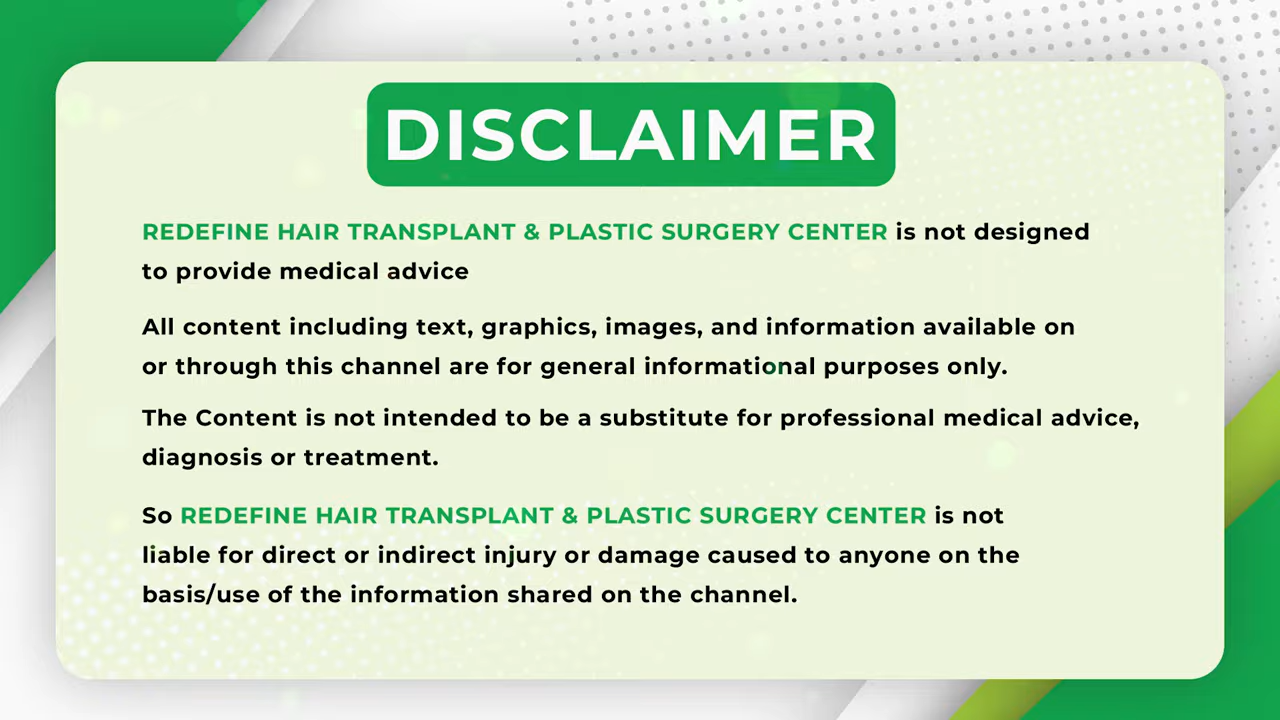 DISCLAIMER
REDEFINE HAIR TRANSPLANT & PLASTIC SURGERY CENTER is not designed
to provide medical advice
All content including text, graphics, images, and information available on
or through this channel are for general informational purposes only.
The Content is not intended to be a substitute for professional medical advice,
diagnosis or treatment.
So REDEFINE HAIR TRANSPLANT & PLASTIC SURGERY CENTER is not
liable for direct or indirect injury or damage caused to anyone on the
basis/use of the information shared on the channel.